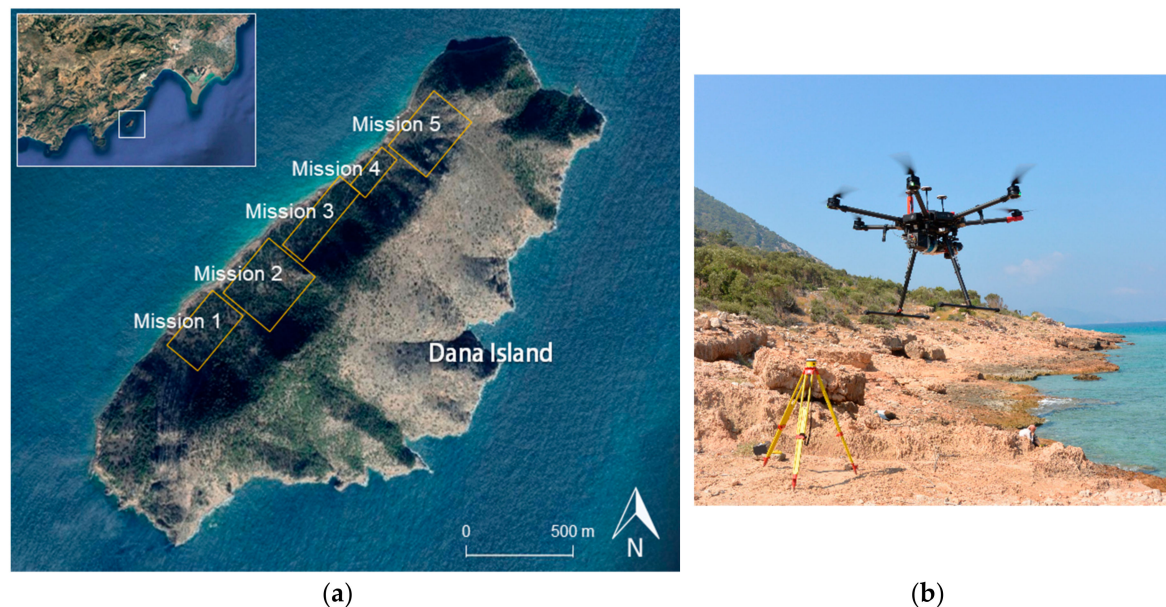 Mission 5
Mission 4
Mission 3
Mission 2
Mission 1
Dana Island
0 500 m
N
(a)
(b)